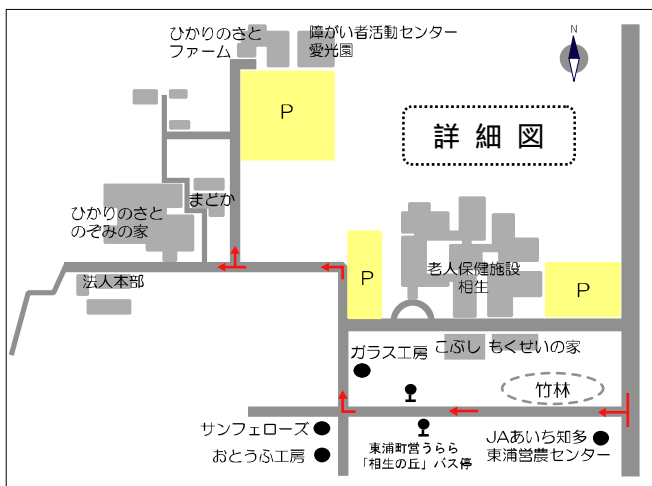 ひかりのさと
ファーム
障がい者活動センター
愛光園
N
P
詳細図
まどか
ひかりのさと
のぞみの家
法人本部
P
老人保健施設
相生
P
こぶし
もくせいの家
ガラス工房
竹林
サンフェローズ
おとうふ工房
東浦町営うらら
「相生の丘」バス停
JAあいち知多
東浦営農センター